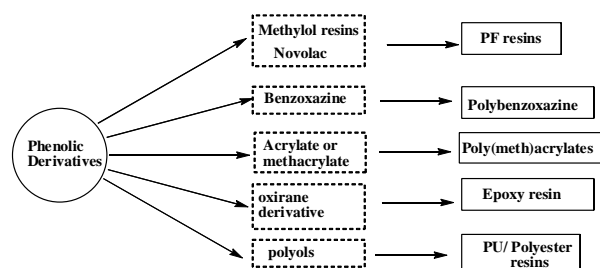 Methylol resins
Novolac
PF resins
Benzoxazine
Polybenzoxazine
Phenolic
Derivatives
Acrylate or
methacrylate
Poly(meth)acrylates
oxirane
derivative
Epoxy resin
polyols
PU/ Polyester
resins